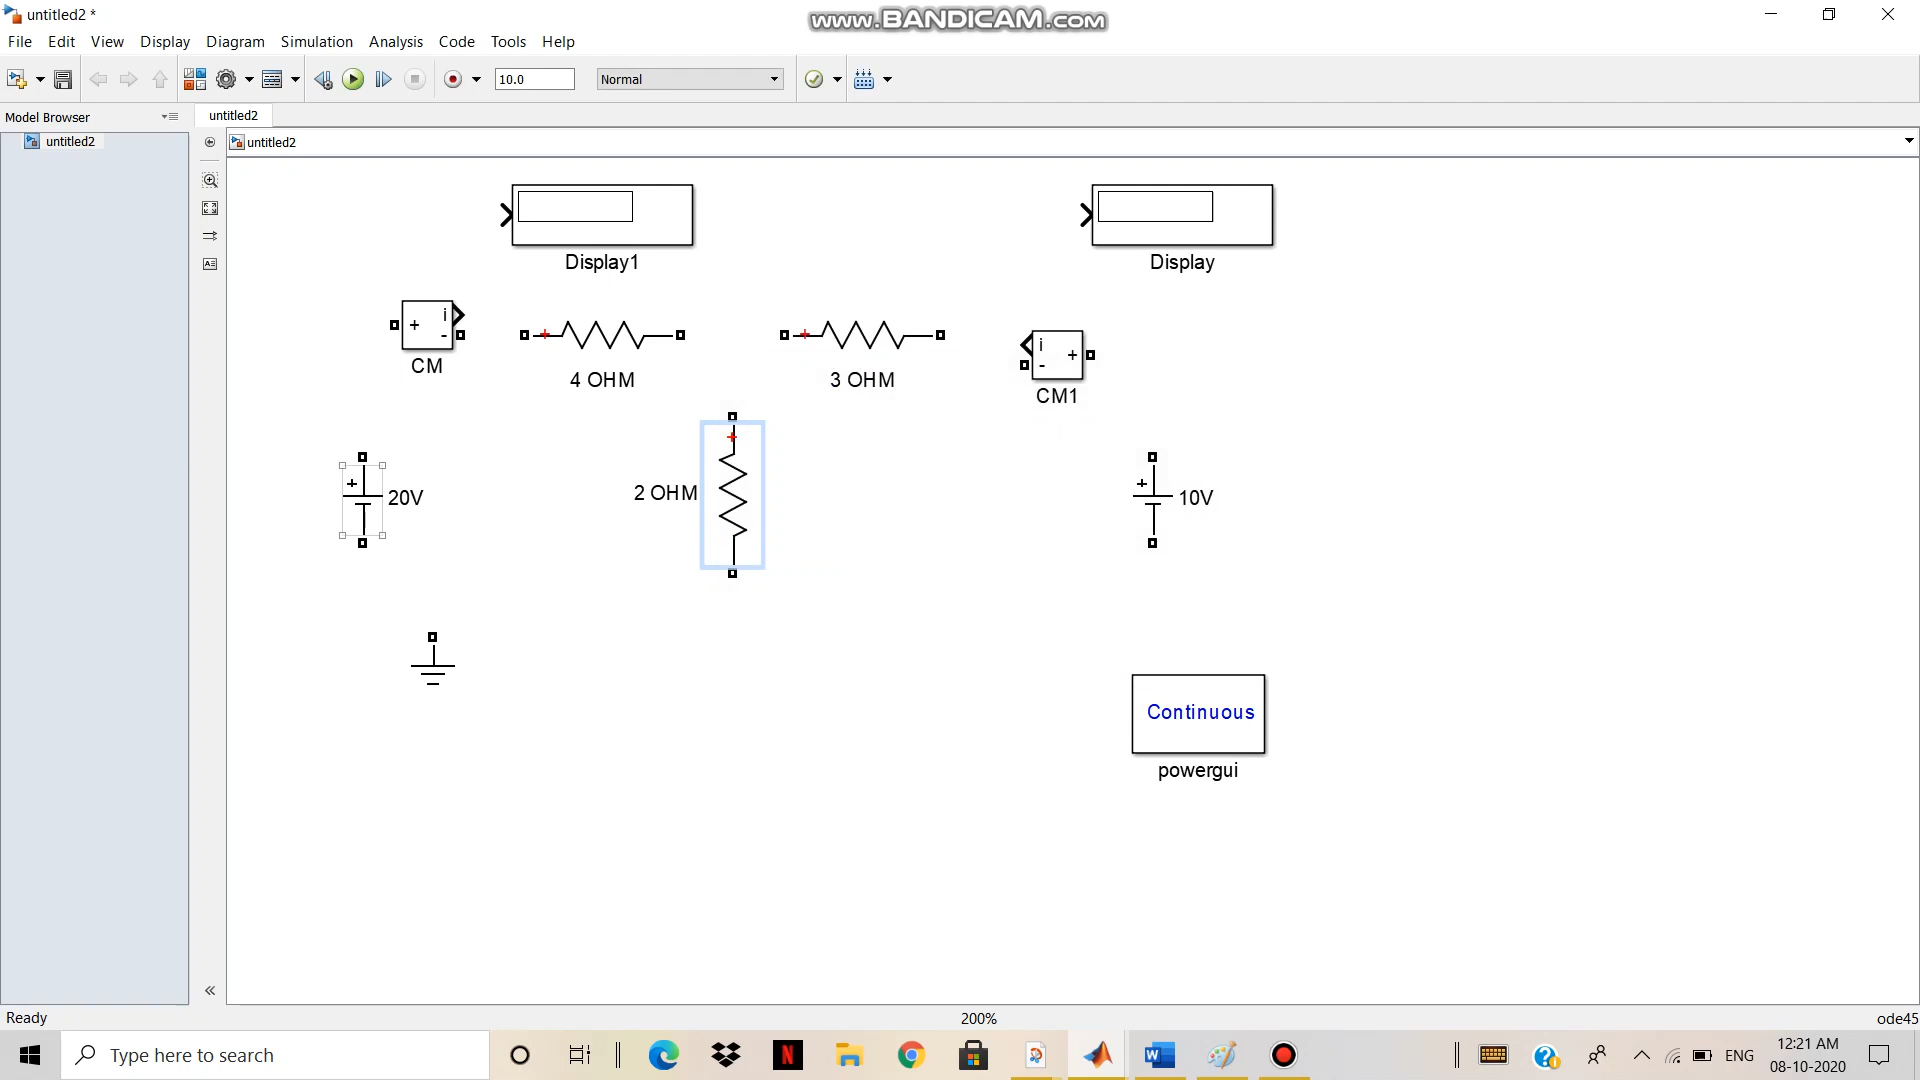 untitled2 *
www.BANDICAM.com
File Edit View Display Diagram Simulation Analysis Code Tools Help
10.0
Normal
Model Browser
untitled2
untitled2
untitled2
Display1
Display
+ i -
CM
4 OHM
3 OHM
i + -
CM1
+
20V
2 OHM
+
10V
Continuous
powergui
Ready
200%
ode45
Type here to search
ENG
12:21 AM
08-10-2020